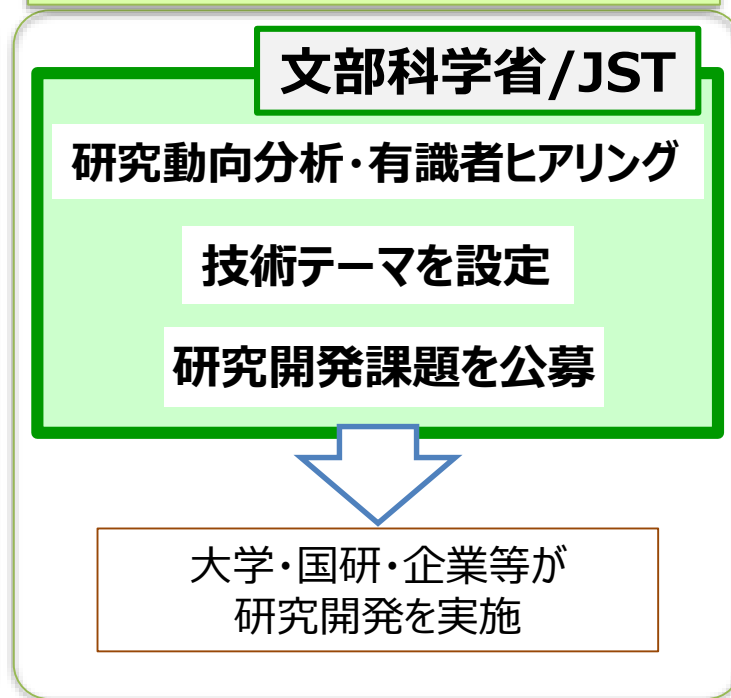 文部科学省/JST
研究動向分析・有識者ヒアリング
技術テーマを設定
研究開発課題を公募
大学・国研・企業等が
研究開発を実施